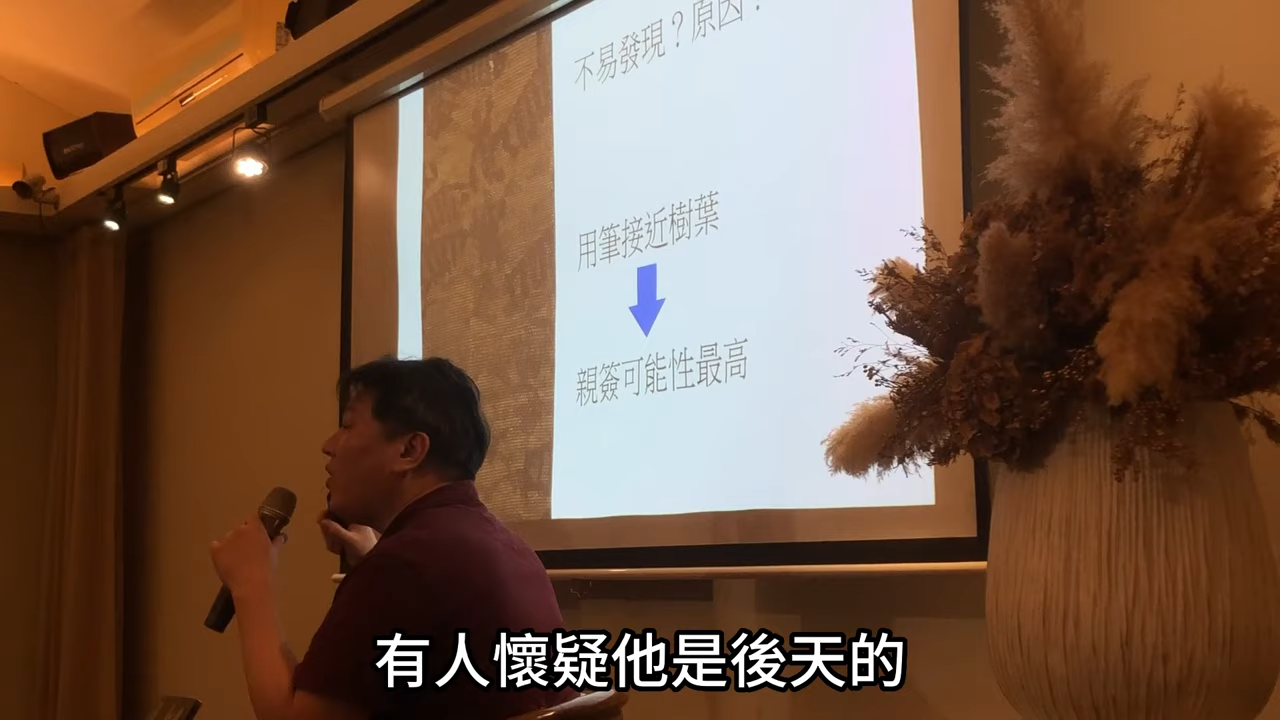 不易發現？原因？
用筆接近樹葉
親簽可能性最高
有人懷疑他是後天的